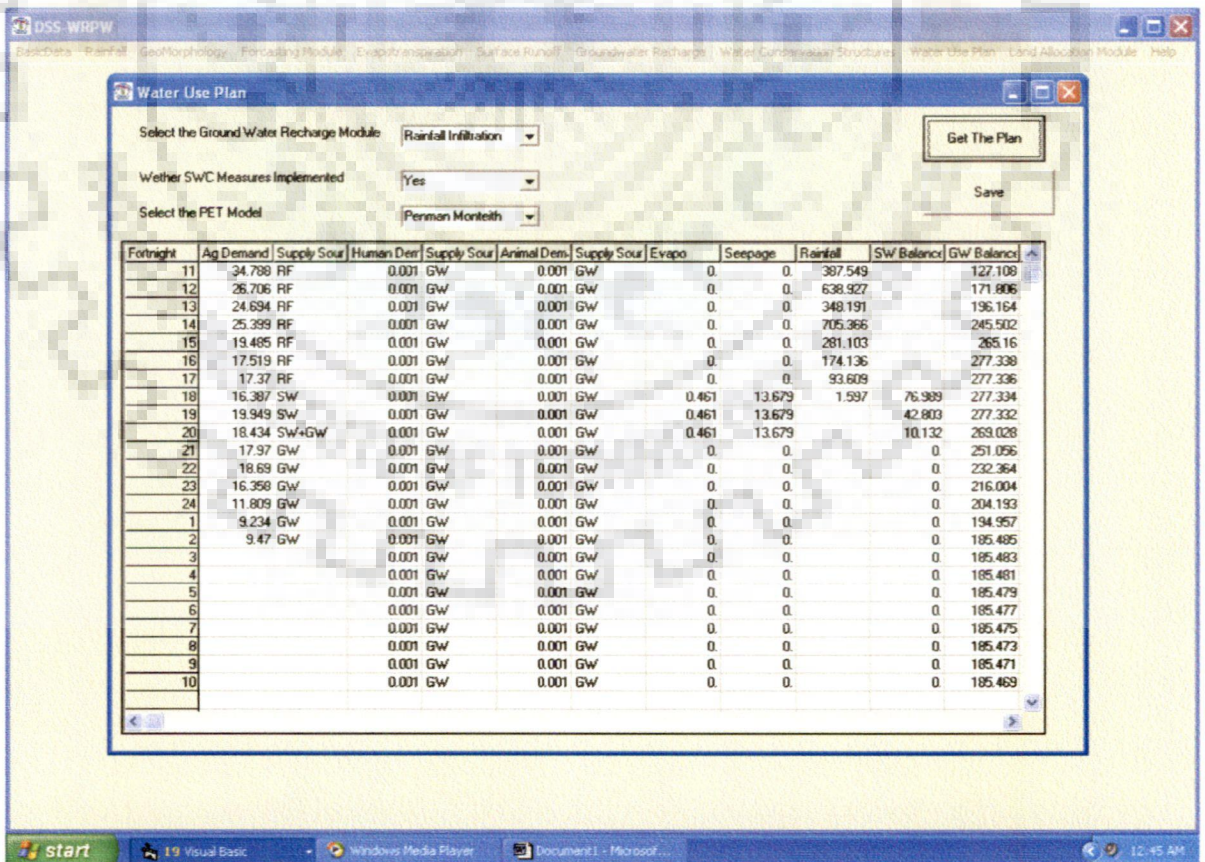 DSS-WRPW
BasicData Rainfall GeoMorphology Forcasting Module Evapotranspiration Surface Runoff Groundwater Recharge Water Conservation Structures Water Use Plan Land Allocation Module Help
Water Use Plan
Select the Ground Water Recharge Module Rainfall Infiltration
Get The Plan
Wether SWC Measures Implemented Yes
Save
Select the PET Model Penman Monteith
Fortnight Ag Demand Supply Sour Human Dem Supply Sour Animal Dem Supply Sour Evapo Seepage Rainfall SW Balance GW Balance
11 34.788 RF 0.001 GW 0.001 GW 0. 0. 387.549 127.108
12 26.706 RF 0.001 GW 0.001 GW 0. 0. 638.927 171.806
13 24.694 RF 0.001 GW 0.001 GW 0. 0. 348.191 196.164
14 25.399 RF 0.001 GW 0.001 GW 0. 0. 705.366 245.502
15 19.485 RF 0.001 GW 0.001 GW 0. 0. 281.103 265.16
16 17.519 RF 0.001 GW 0.001 GW 0. 0. 174.136 277.338
17 17.37 RF 0.001 GW 0.001 GW 0. 0. 93.609 277.336
18 16.387 SW 0.001 GW 0.001 GW 0.461 13.679 1.597 76.989 277.334
19 19.949 SW 0.001 GW 0.001 GW 0.461 13.679 42.803 277.332
20 18.434 SW+GW 0.001 GW 0.001 GW 0.461 13.679 10.132 269.028
21 17.97 GW 0.001 GW 0.001 GW 0. 0. 0. 251.056
22 18.69 GW 0.001 GW 0.001 GW 0. 0. 0. 232.364
23 16.358 GW 0.001 GW 0.001 GW 0. 0. 0. 216.004
24 11.809 GW 0.001 GW 0.001 GW 0. 0. 0. 204.193
1 9.234 GW 0.001 GW 0.001 GW 0. 0. 0. 194.957
2 9.47 GW 0.001 GW 0.001 GW 0. 0. 0. 185.485
3 0.001 GW 0.001 GW 0. 0. 0. 185.483
4 0.001 GW 0.001 GW 0. 0. 0. 185.481
5 0.001 GW 0.001 GW 0. 0. 0. 185.479
6 0.001 GW 0.001 GW 0. 0. 0. 185.477
7 0.001 GW 0.001 GW 0. 0. 0. 185.475
8 0.001 GW 0.001 GW 0. 0. 0. 185.473
9 0.001 GW 0.001 GW 0. 0. 0. 185.471
10 0.001 GW 0.001 GW 0. 0. 0. 185.469
start 19 Visual Basic Windows Media Player Document1 - Microsof... 12:45 AM